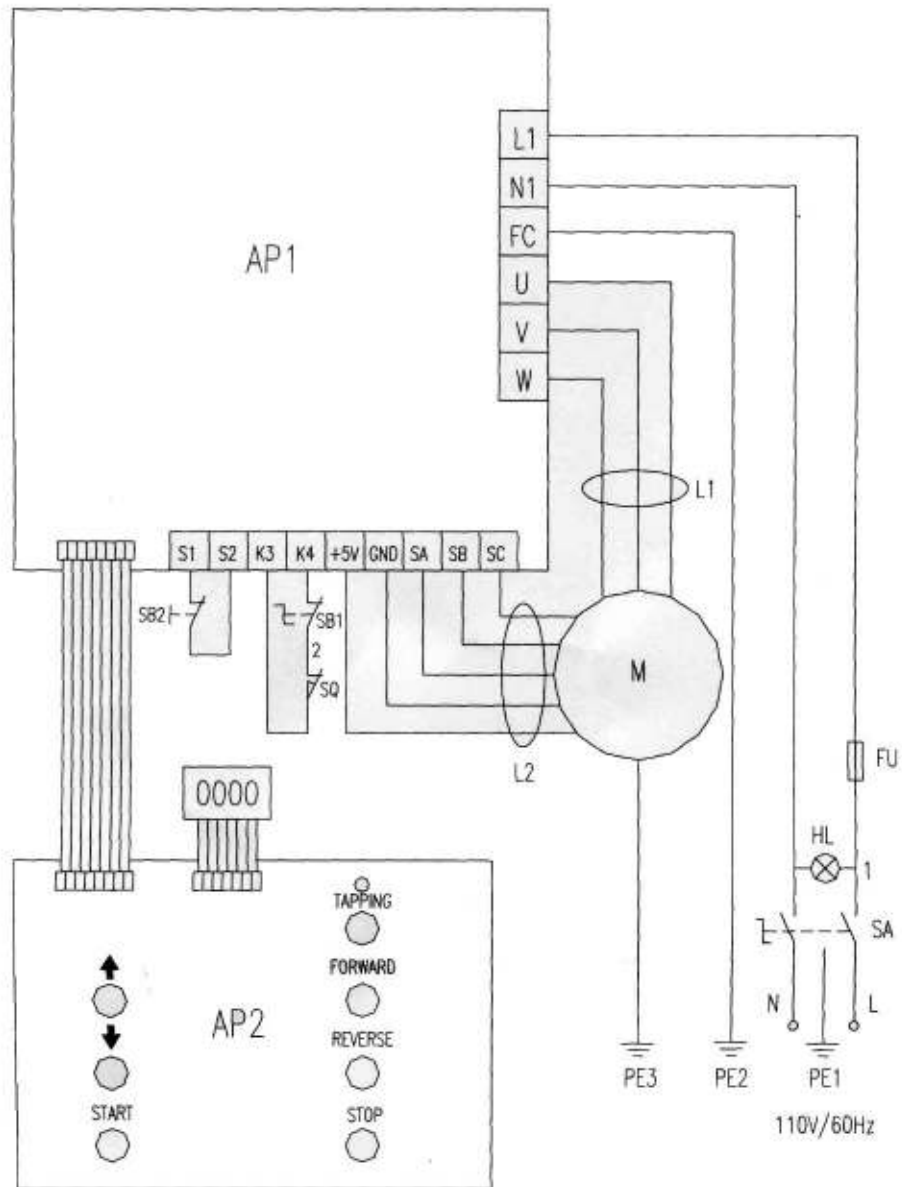 AP1
L1
N1
FC
U
V
W
L1
S1 S2 K3 K4 +5V GND SA SB SC
SB2
SB1
2
SQ
M
L2
FU
0000
HL
1
TAPPING
SA
FORWARD
N L
AP2
REVERSE
PE3 PE2 PE1
START STOP
110V/60Hz